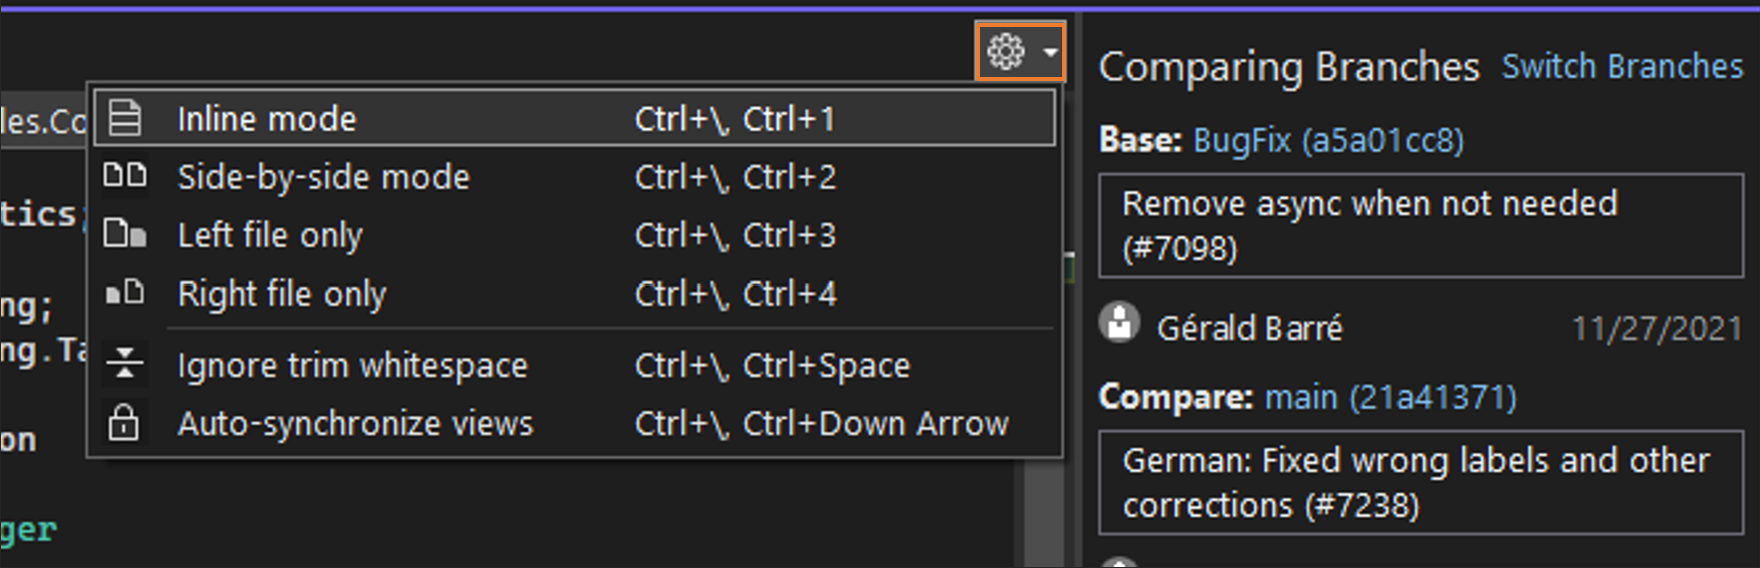 Comparing Branches Switch Branches
les.Co
Inline mode Ctrl+\, Ctrl+1
Side-by-side mode Ctrl+\, Ctrl+2
Left file only Ctrl+\, Ctrl+3
Right file only Ctrl+\, Ctrl+4
Ignore trim whitespace Ctrl+\, Ctrl+Space
Auto-synchronize views Ctrl+\, Ctrl+Down Arrow
tics;
ng;
ng.Ta
on
ger
Base: BugFix (a5a01cc8)
Remove async when not needed
(#7098)
Gérald Barré 11/27/2021
Compare: main (21a41371)
German: Fixed wrong labels and other
corrections (#7238)